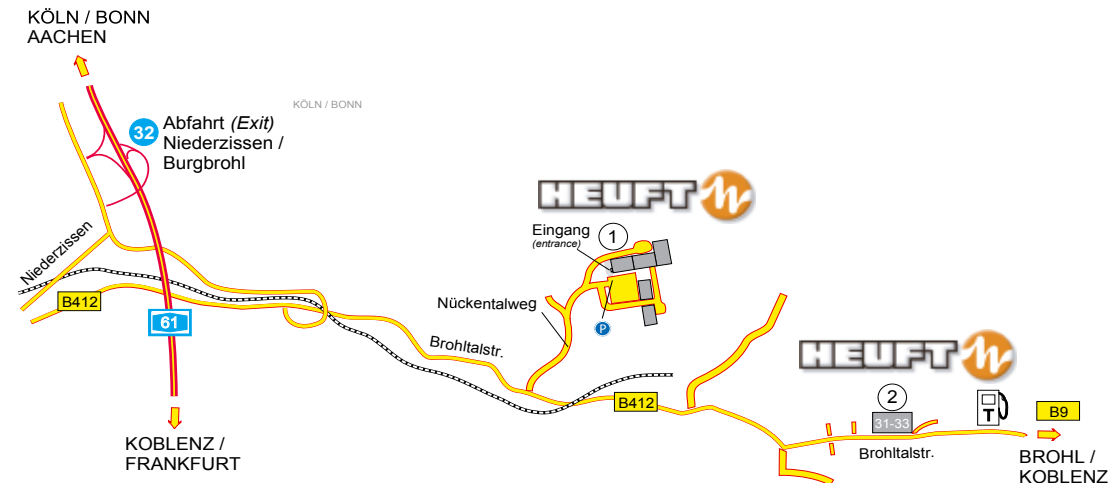 KÖLN / BONN
AACHEN
KÖLN / BONN
32
Abfahrt (Exit)
Niederzissen /
Burgbrohl
HEUFT
Eingang
(entrance)
1
Niederzissen
B412
61
Nückentalweg
P
Brohltalstr.
HEUFT
B412
2
31-33
T
B9
Brohltalstr.
KOBLENZ /
FRANKFURT
BROHL /
KOBLENZ